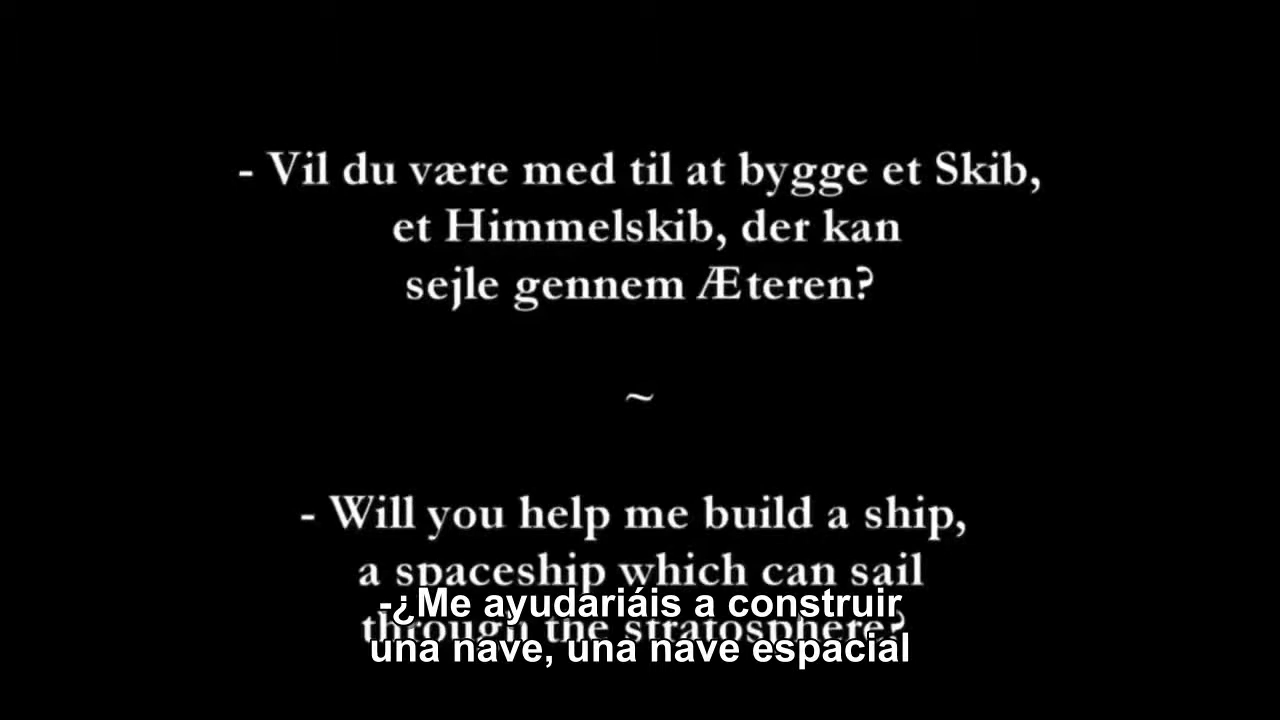 - Vil du være med til at bygge et Skib,
et Himmelskib, der kan
sejle gennem Æteren?
~
- Will you help me build a ship,
a spaceship which can sail
through the stratosphere?
-¿Me ayudariáis a construir
una nave, una nave espacial